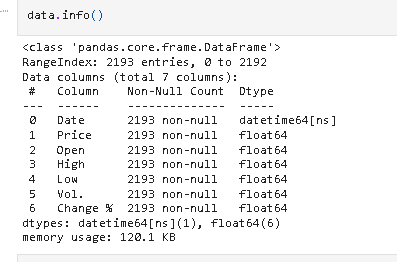 data.info()
<class 'pandas.core.frame.DataFrame'>
RangeIndex: 2193 entries, 0 to 2192
Data columns (total 7 columns):
 #   Column    Non-Null Count  Dtype
---  ------    --------------  -----
 0   Date      2193 non-null   datetime64[ns]
 1   Price     2193 non-null   float64
 2   Open      2193 non-null   float64
 3   High      2193 non-null   float64
 4   Low       2193 non-null   float64
 5   Vol.      2193 non-null   float64
 6   Change %  2193 non-null   float64
dtypes: datetime64[ns](1), float64(6)
memory usage: 120.1 KB